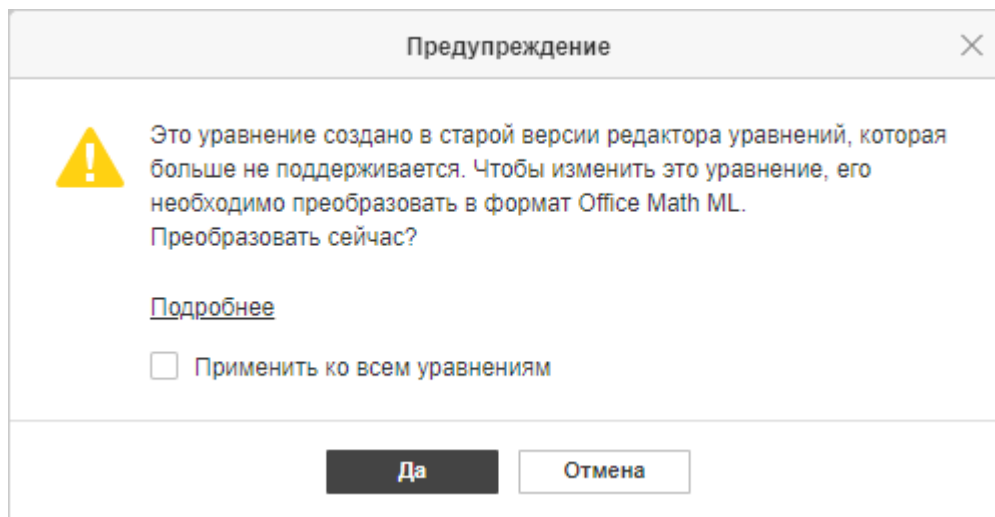 Предупреждение
Это уравнение создано в старой версии редактора уравнений, которая
больше не поддерживается. Чтобы изменить это уравнение, его
необходимо преобразовать в формат Office Math ML.
Преобразовать сейчас?
Подробнее
Применить ко всем уравнениям
Да
Отмена